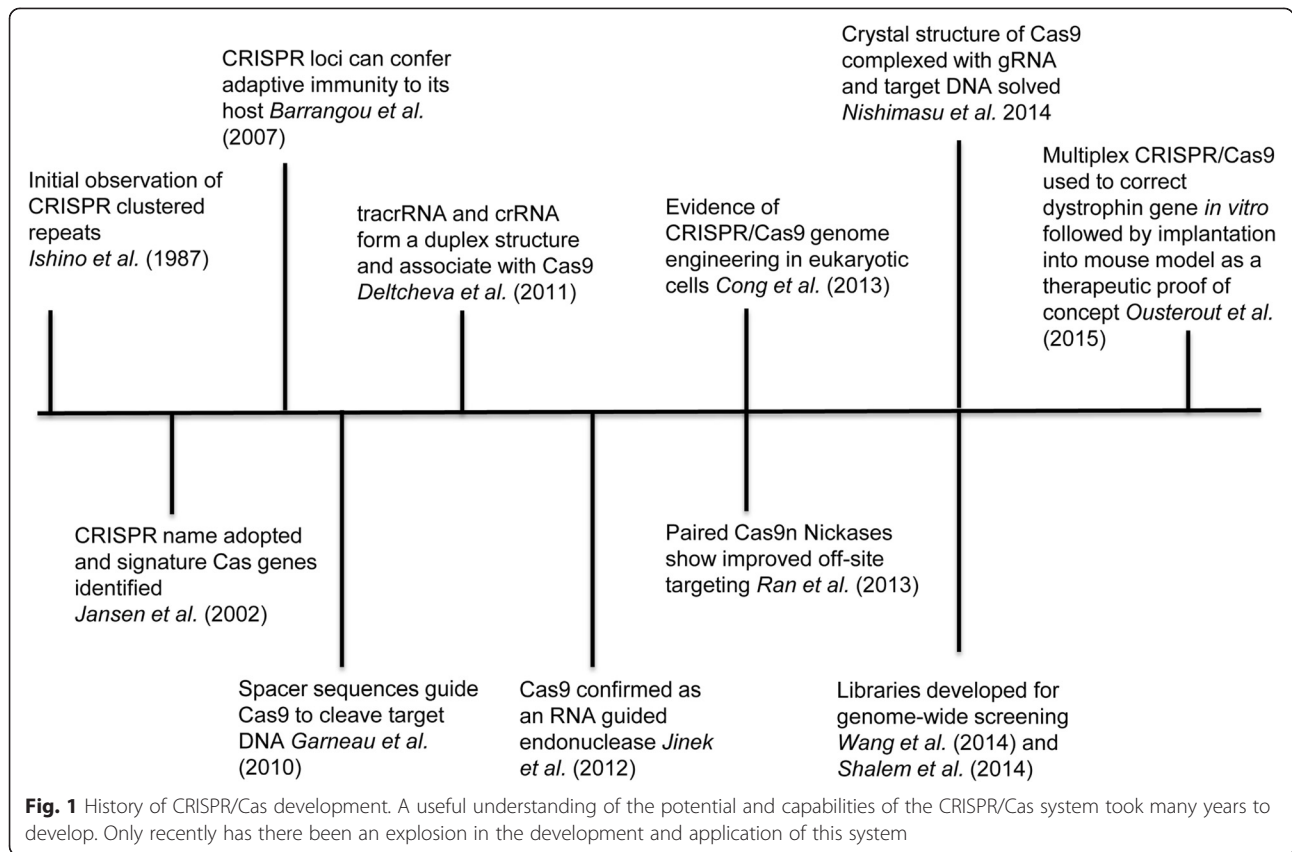 Initial observation of
CRISPR clustered
repeats
Ishino et al. (1987)
CRISPR name adopted
and signature Cas genes
identified
Jansen et al. (2002)
CRISPR loci can confer
adaptive immunity to its
host Barrangou et al.
(2007)
Spacer sequences guide
Cas9 to cleave target
DNA Garneau et al.
(2010)
tracrRNA and crRNA
form a duplex structure
and associate with Cas9
Deltcheva et al. (2011)
Cas9 confirmed as
an RNA guided
endonuclease Jinek
et al. (2012)
Evidence of
CRISPR/Cas9 genome
engineering in eukaryotic
cells Cong et al. (2013)
Paired Cas9n Nickases
show improved off-site
targeting Ran et al. (2013)
Crystal structure of Cas9
complexed with gRNA
and target DNA solved
Nishimasu et al. 2014
Libraries developed for
genome-wide screening
Wang et al. (2014) and
Shalem et al. (2014)
Multiplex CRISPR/Cas9
used to correct
dystrophin gene in vitro
followed by implantation
into mouse model as a
therapeutic proof of
concept Ousterout et al.
(2015)
Fig. 1 History of CRISPR/Cas development. A useful understanding of the potential and capabilities of the CRISPR/Cas system took many years to
develop. Only recently has there been an explosion in the development and application of this system